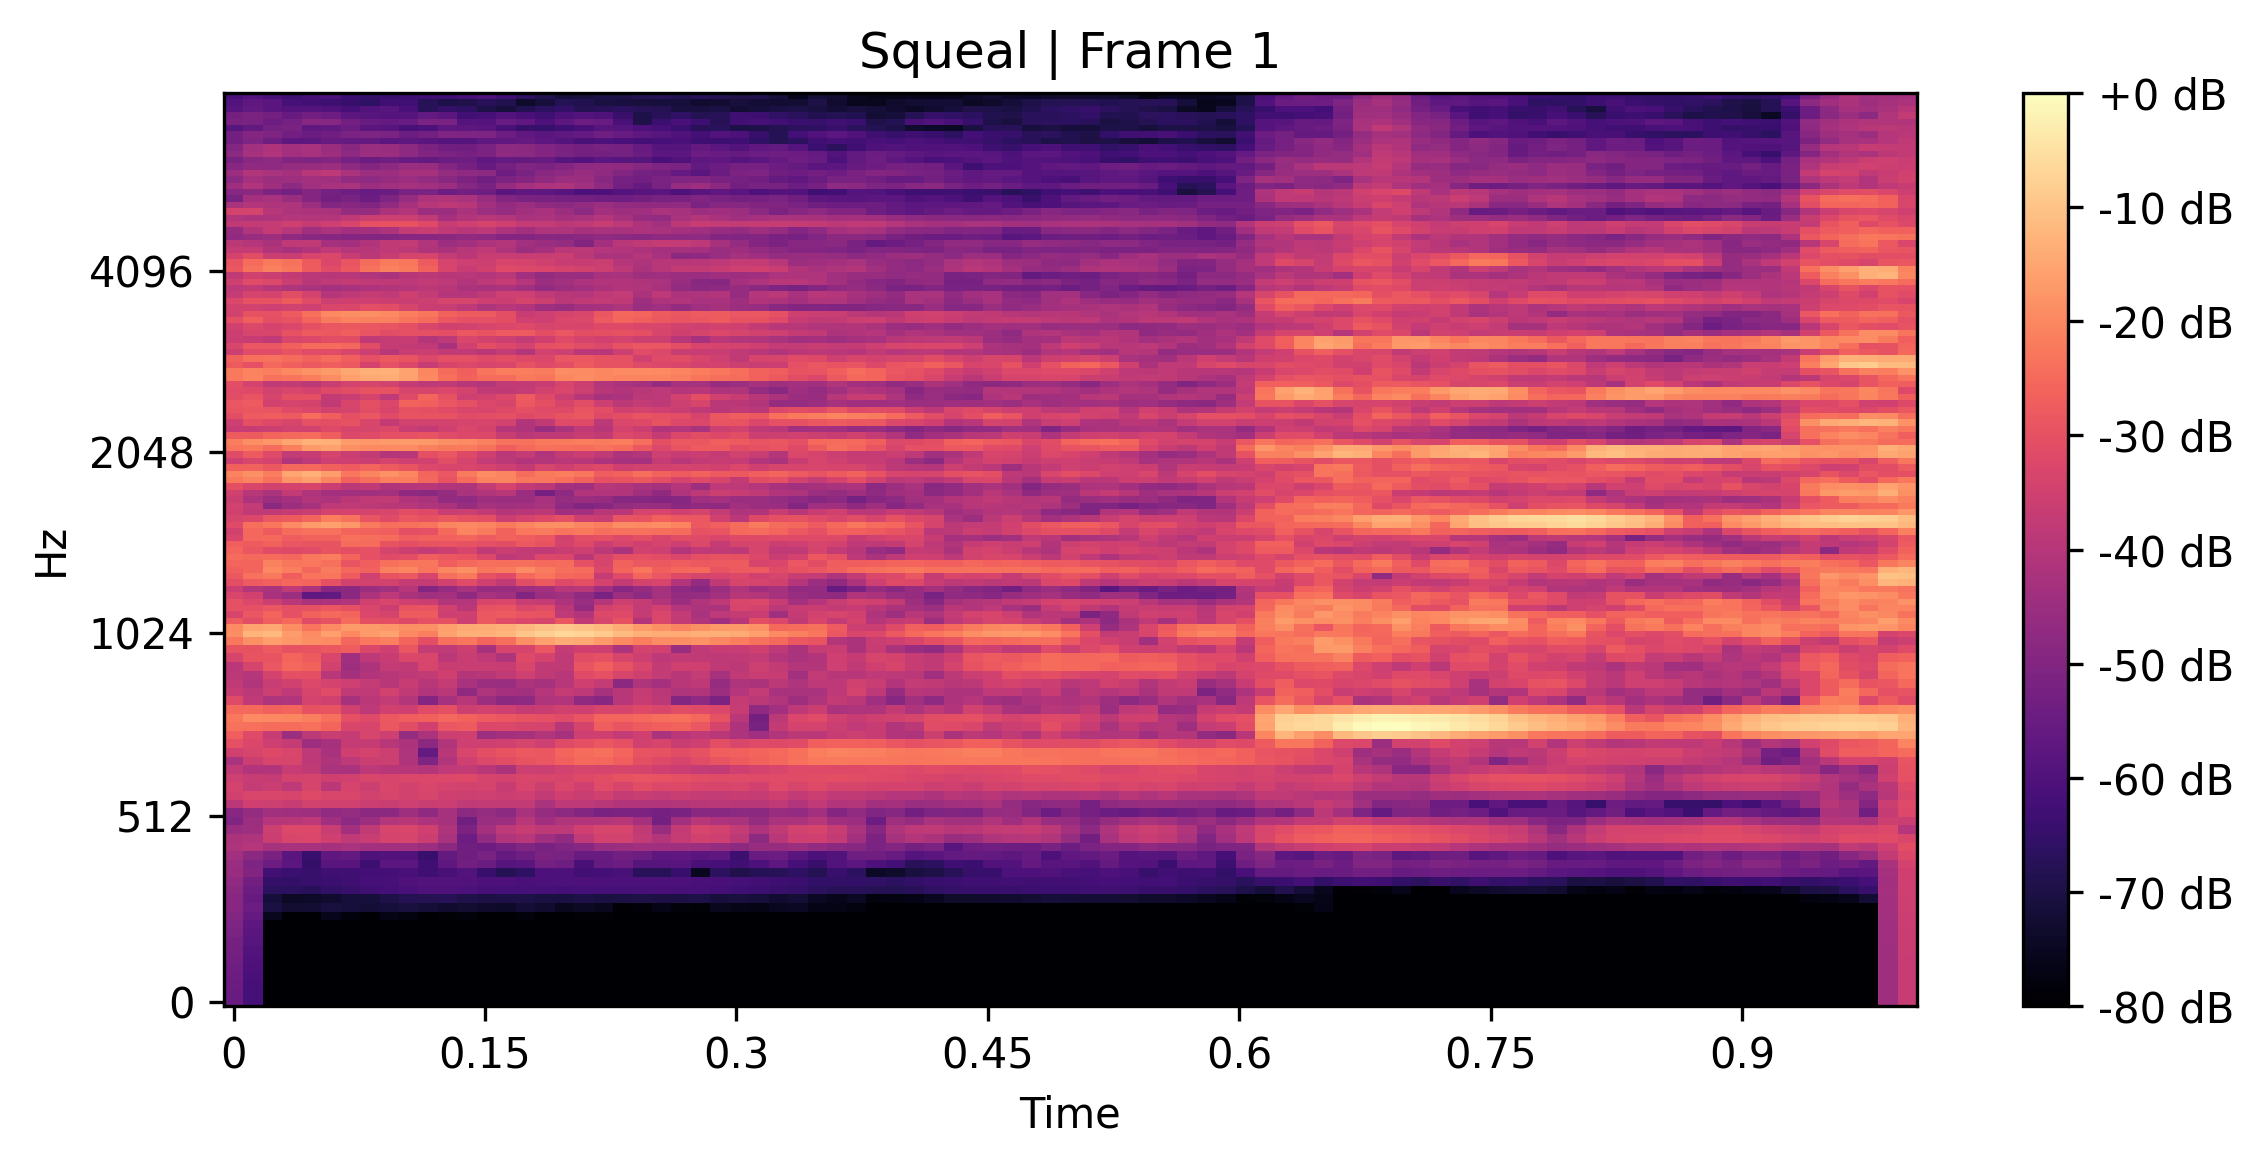 Squeal | Frame 1
+0 dB
-10 dB
-20 dB
-30 dB
-40 dB
-50 dB
-60 dB
-70 dB
-80 dB
Hz
4096
2048
1024
512
0
0 0.15 0.3 0.45 0.6 0.75 0.9
Time